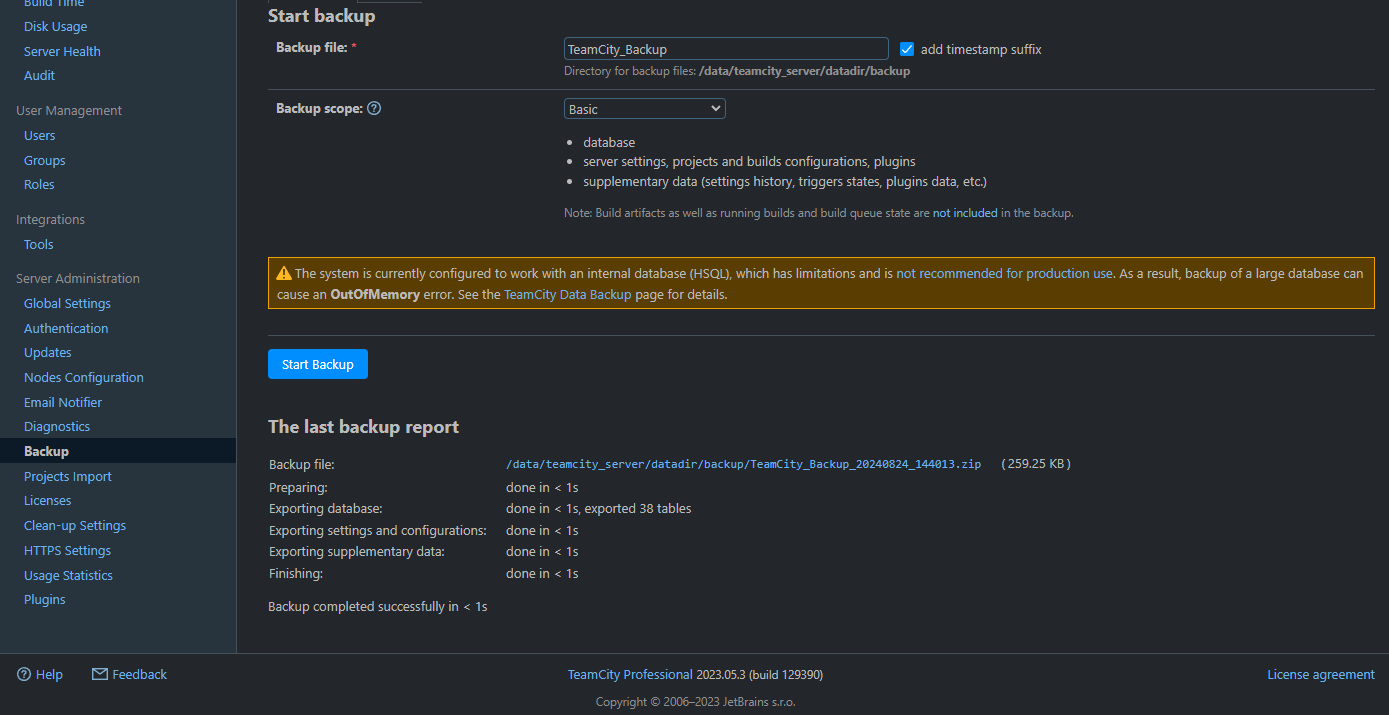 Build Time
Disk Usage
Server Health
Audit
User Management
Users
Groups
Roles
Integrations
Tools
Server Administration
Global Settings
Authentication
Updates
Nodes Configuration
Email Notifier
Diagnostics
Backup
Projects Import
Licenses
Clean-up Settings
HTTPS Settings
Usage Statistics
Plugins
Start backup
Backup file: * TeamCity_Backup add timestamp suffix
Directory for backup files: /data/teamcity_server/datadir/backup
Backup scope: Basic
database
server settings, projects and builds configurations, plugins
supplementary data (settings history, triggers states, plugins data, etc.)
Note: Build artifacts as well as running builds and build queue state are not included in the backup.
The system is currently configured to work with an internal database (HSQL), which has limitations and is not recommended for production use. As a result, backup of a large database can
cause an OutOfMemory error. See the TeamCity Data Backup page for details.
Start Backup
The last backup report
Backup file: /data/teamcity_server/datadir/backup/TeamCity_Backup_20240824_144013.zip (259.25 KB)
Preparing: done in < 1s
Exporting database: done in < 1s, exported 38 tables
Exporting settings and configurations: done in < 1s
Exporting supplementary data: done in < 1s
Finishing: done in < 1s
Backup completed successfully in < 1s
Help Feedback TeamCity Professional 2023.05.3 (build 129390) License agreement
Copyright © 2006–2023 JetBrains s.r.o.